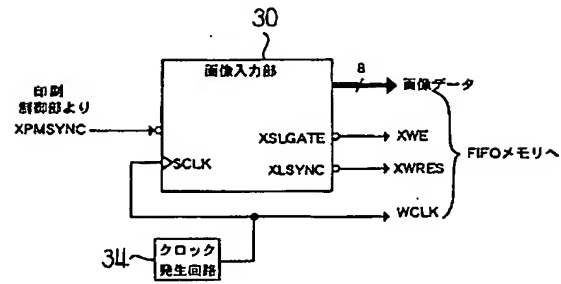 30
画像入力部
8
画像データ
印刷
制御部より
XPMSYNC
XSLGATE
XWE
FIFOメモリへ
SCLK
XLSYNC
XWRES
WCLK
34
クロック
発生回路